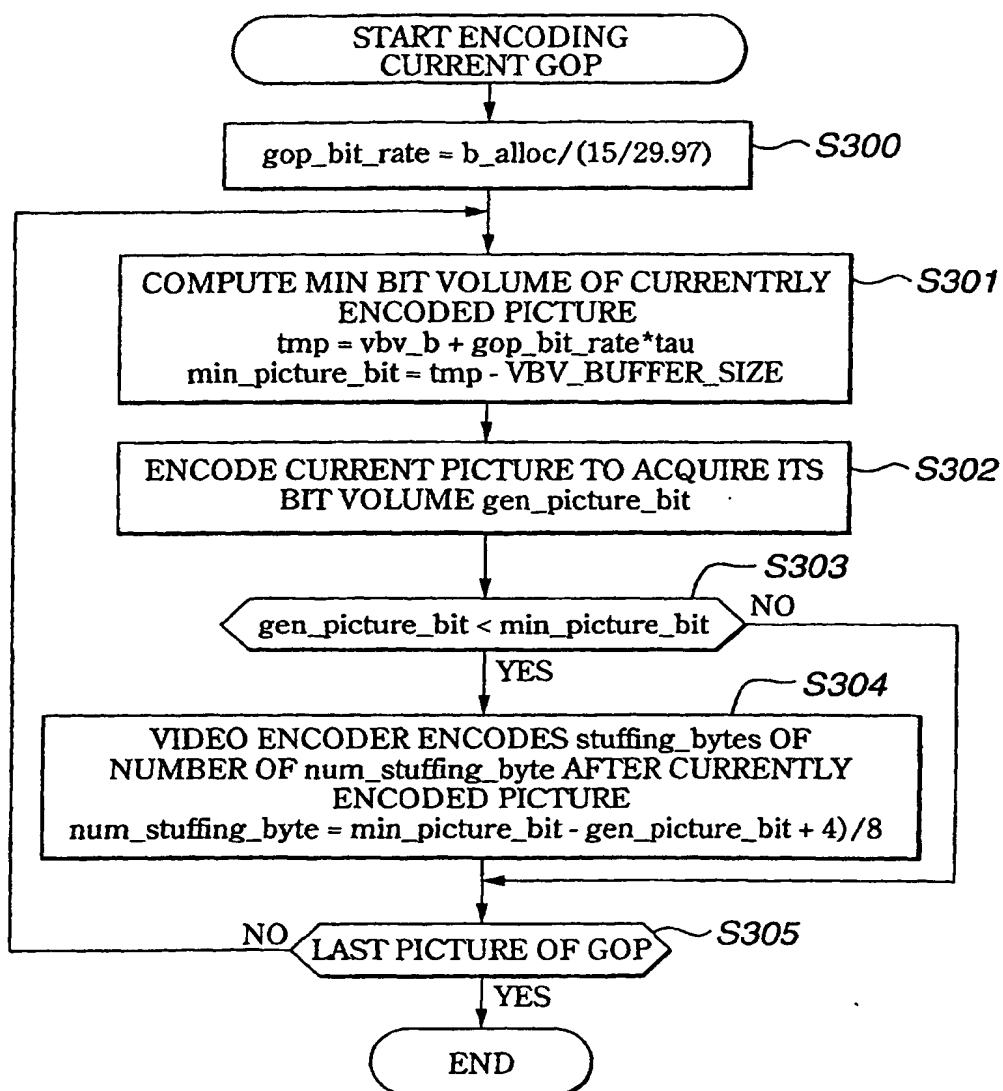 START ENCODING
CURRENT GOP
gop_bit_rate = b_alloc/(15/29.97)
S300
COMPUTE MIN BIT VOLUME OF CURRENTRLY
ENCODED PICTURE
tmp = vbv_b + gop_bit_rate*tau
min_picture_bit = tmp - VBV_BUFFER_SIZE
S301
ENCODE CURRENT PICTURE TO ACQUIRE ITS
BIT VOLUME gen_picture_bit
S302
S303
gen_picture_bit < min_picture_bit
NO
YES
S304
VIDEO ENCODER ENCODES stuffing_bytes OF
NUMBER OF num_stuffing_byte AFTER CURRENTLY
ENCODED PICTURE
num_stuffing_byte = min_picture_bit - gen_picture_bit + 4)/8
NO
LAST PICTURE OF GOP
S305
YES
END